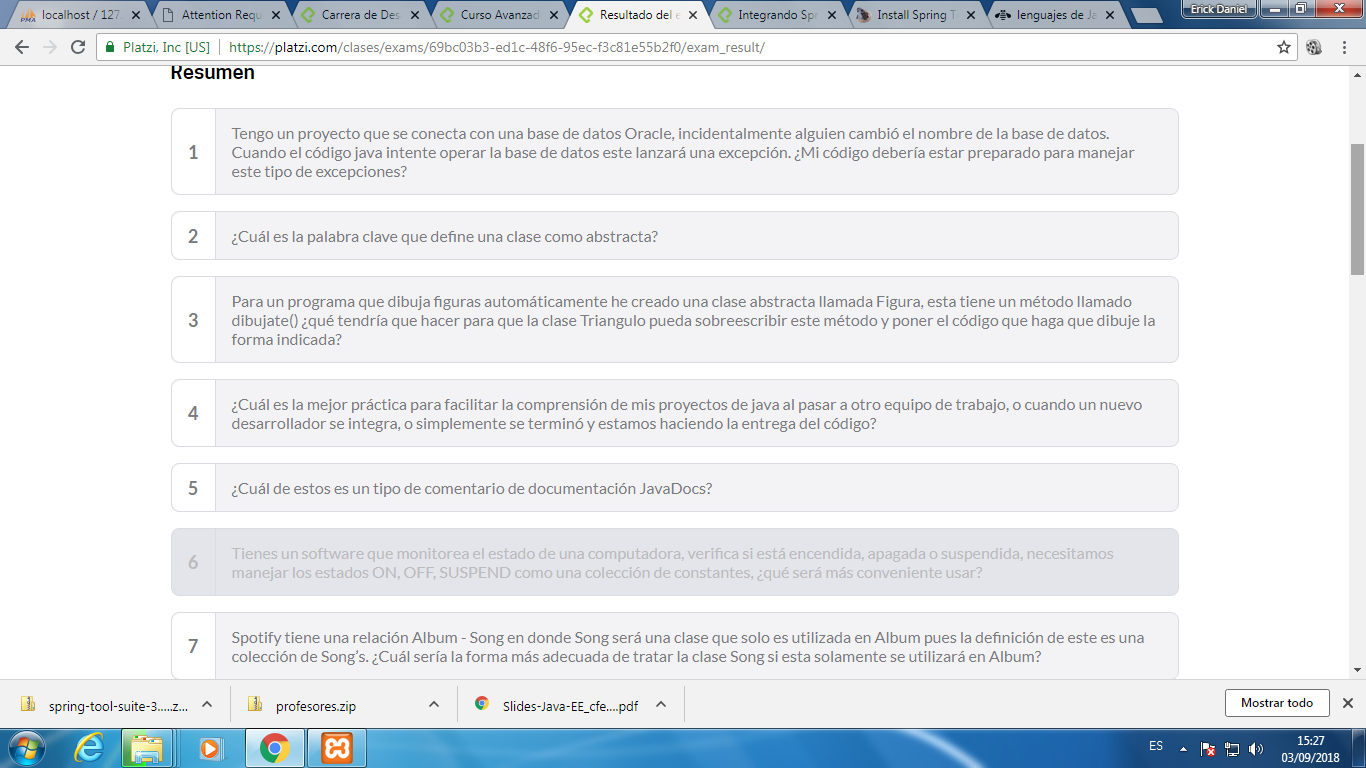 localhost / 127
Attention Requ
Carrera de Des
Curso Avanzad
Resultado del e
Integrando Spr
Install Spring T
lenguajes de Ja
Erick Daniel
Platzi, Inc [US]
https://platzi.com/clases/exams/69bc03b3-ed1c-48f6-95ec-f3c81e55b2f0/exam_result/
Resumen
1
Tengo un proyecto que se conecta con una base de datos Oracle, incidentalmente alguien cambió el nombre de la base de datos.
Cuando el código java intente operar la base de datos este lanzará una excepción. ¿Mi código debería estar preparado para manejar
este tipo de excepciones?
2
¿Cuál es la palabra clave que define una clase como abstracta?
3
Para un programa que dibuja figuras automáticamente he creado una clase abstracta llamada Figura, esta tiene un método llamado
dibujate() ¿qué tendría que hacer para que la clase Triangulo pueda sobreescribir este método y poner el código que haga que dibuje la
forma indicada?
4
¿Cuál es la mejor práctica para facilitar la comprensión de mis proyectos de java al pasar a otro equipo de trabajo, o cuando un nuevo
desarrollador se integra, o simplemente se terminó y estamos haciendo la entrega del código?
5
¿Cuál de estos es un tipo de comentario de documentación JavaDocs?
6
Tienes un software que monitorea el estado de una computadora, verifica si está encendida, apagada o suspendida, necesitamos
manejar los estados ON, OFF, SUSPEND como una colección de constantes, ¿qué será más conveniente usar?
7
Spotify tiene una relación Album - Song en donde Song será una clase que solo es utilizada en Album pues la definición de este es una
colección de Song's. ¿Cuál sería la forma más adecuada de tratar la clase Song si esta solamente se utilizará en Album?
spring-tool-suite-3.....z...
profesores.zip
Slides-Java-EE_cfe....pdf
Mostrar todo
ES
15:27
03/09/2018